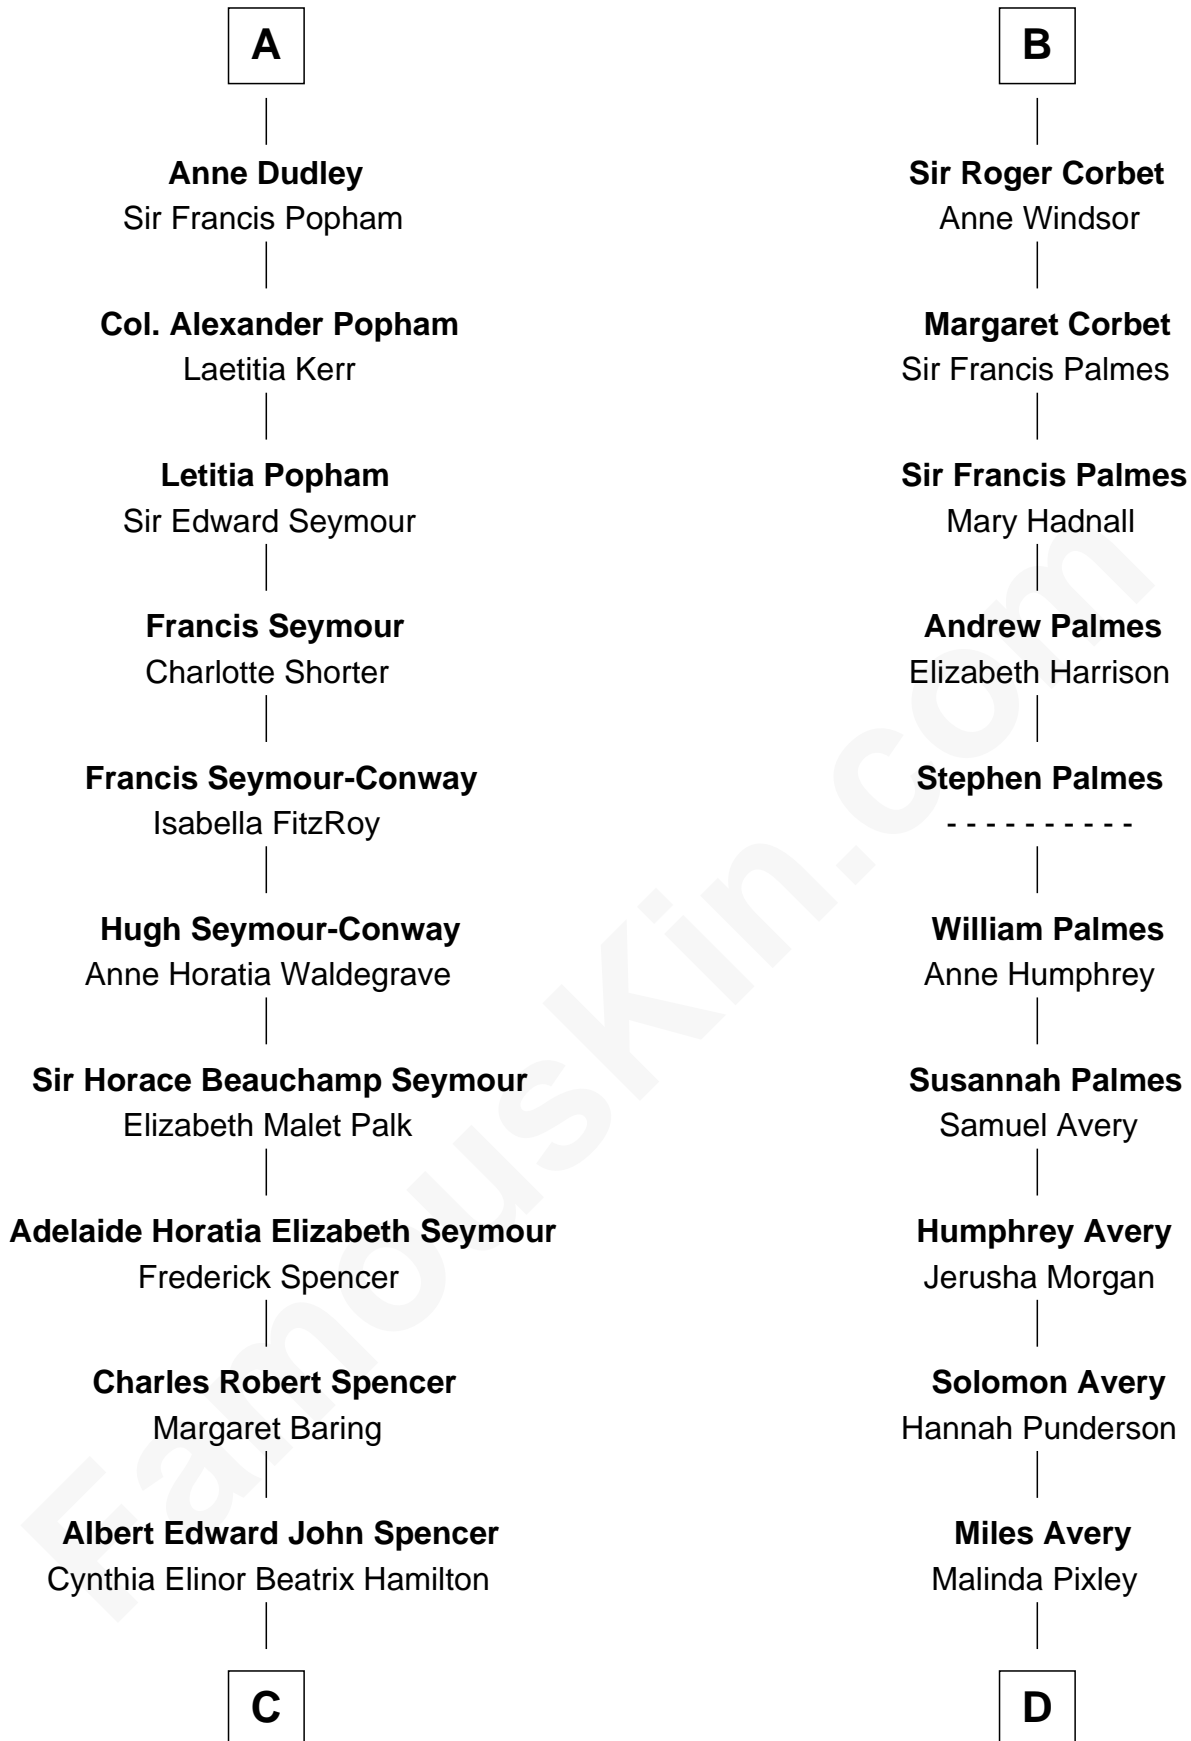 A
Anne Dudley
Sir Francis Popham
Col. Alexander Popham
Laetitia Kerr
Letitia Popham
Sir Edward Seymour
Francis Seymour
Charlotte Shorter
Francis Seymour-Conway
Isabella FitzRoy
Hugh Seymour-Conway
Anne Horatia Waldegrave
Sir Horace Beauchamp Seymour
Elizabeth Malet Palk
Adelaide Horatia Elizabeth Seymour
Frederick Spencer
Charles Robert Spencer
Margaret Baring
Albert Edward John Spencer
Cynthia Elinor Beatrix Hamilton
C
B
Sir Roger Corbet
Anne Windsor
Margaret Corbet
Sir Francis Palmes
Sir Francis Palmes
Mary Hadnall
Andrew Palmes
Elizabeth Harrison
Stephen Palmes
- - - - - - - - - -
William Palmes
Anne Humphrey
Susannah Palmes
Samuel Avery
Humphrey Avery
Jerusha Morgan
Solomon Avery
Hannah Punderson
Miles Avery
Malinda Pixley
D
FamousKin.com